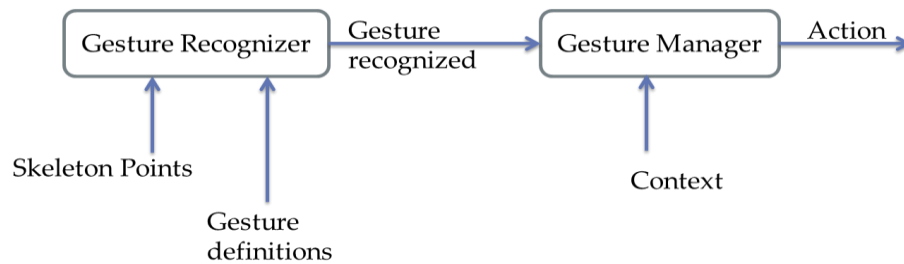 Gesture Recognizer
Gesture
recognized
Gesture Manager
Action
Skeleton Points
Context
Gesture
definitions